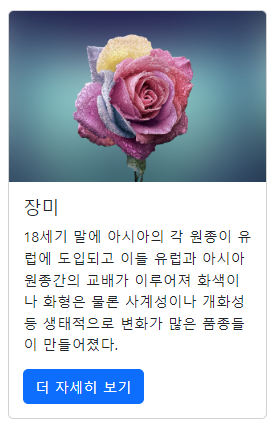 장미
18세기 말에 아시아의 각 원종이 유
럽에 도입되고 이들 유럽과 아시아
원종간의 교배가 이루어져 화색이
나 화형은 물론 사계성이나 개화성
등 생태적으로 변화가 많은 품종들
이 만들어졌다.
더 자세히 보기